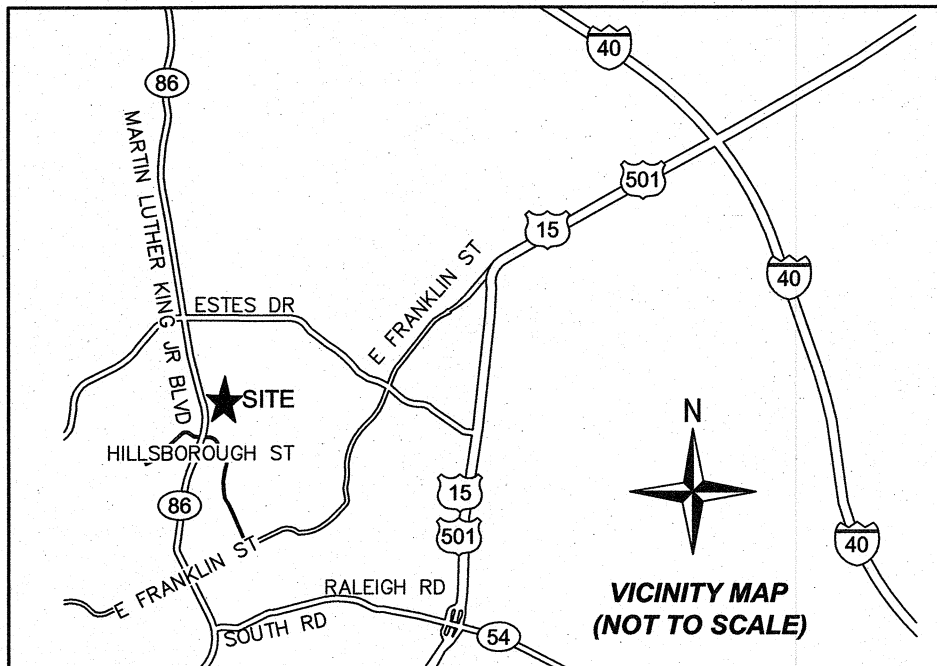 40
86
MARTIN LUTHER KING JR BLVD
501
15
E FRANKLIN ST
40
ESTES DR
SITE
N
HILLSBOROUGH ST
15
86
501
40
E FRANKLIN ST
RALEIGH RD
VICINITY MAP
(NOT TO SCALE)
SOUTH RD
54